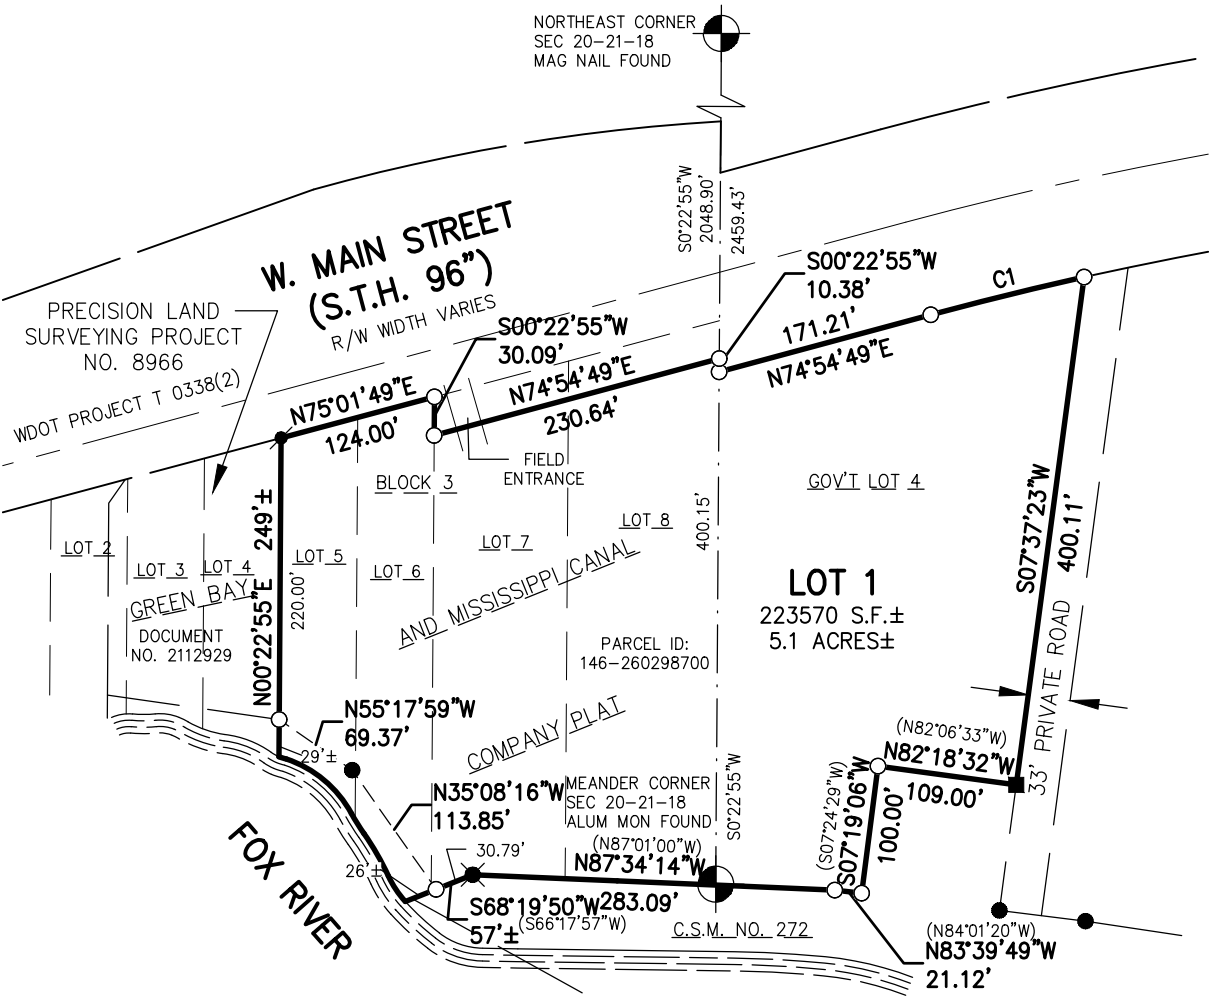 NORTHEAST CORNER
SEC 20-21-18
MAG NAIL FOUND
S0°22'55"W
2048.90'
2459.43'
W. MAIN STREET
(S.T.H. 96")
R/W WIDTH VARIES
PRECISION LAND
SURVEYING PROJECT
NO. 8966
WDOT PROJECT T 0338(2)
S00°22'55"W
10.38'
C1
S00°22'55"W
30.09'
171.21'
N74°54'49"E
N74°54'49"E
230.64'
N75°01'49"E
124.00'
FIELD
ENTRANCE
BLOCK 3
GOV'T LOT 4
LOT 2
LOT 3
LOT 4
LOT 5
LOT 6
LOT 7
LOT 8
400.15'
S07°37'23"W
400.11'
N00°22'55"E 249'±
220.00'
GREEN BAY
AND MISSISSIPPI CANAL
COMPANY PLAT
DOCUMENT
NO. 2112929
LOT 1
223570 S.F.±
5.1 ACRES±
PARCEL ID:
146-260298700
33' PRIVATE ROAD
N55°17'59"W
69.37'
29'±
(N82°06'33"W)
N82°18'32"W
109.00'
N35°08'16"W
113.85'
MEANDER CORNER
SEC 20-21-18
ALUM MON FOUND
S0°22'55"W
(S07°24'29"W)
S07°19'06"W
100.00'
(N87°01'00"W)
N87°34'14"W
283.09'
30.79'
26'±
FOX RIVER
S68°19'50"W
(S66°17'57"W)
57'±
C.S.M. NO. 272
(N84°01'20"W)
N83°39'49"W
21.12'